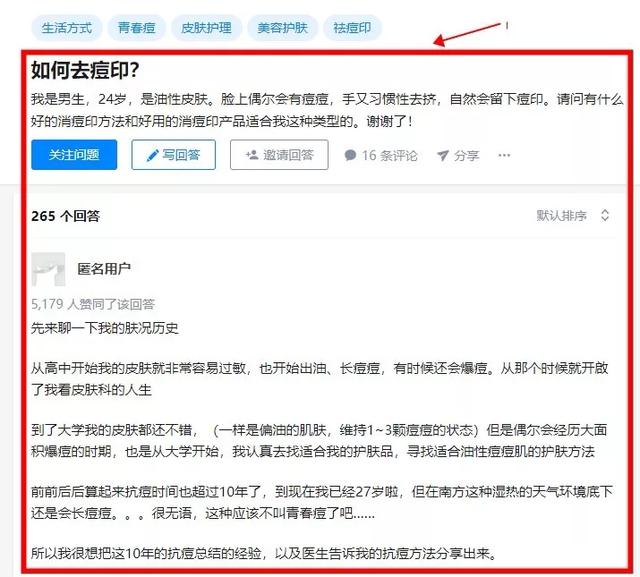 生活方式 青春痘 皮肤护理 美容护肤 祛痘印
如何去痘印？
我是男生，24岁，是油性皮肤。脸上偶尔会有痘痘，手又习惯性去挤，自然会留下痘印。请问有什么
好的消痘印方法和好用的消痘印产品适合我这种类型的。谢谢了！
关注问题 写回答 邀请回答 16 条评论 分享 ···
265 个回答 默认排序
匿名用户
5,179 人赞同了该回答
先来聊一下我的肤况历史
从高中开始我的皮肤就非常容易过敏，也开始出油、长痘痘，有时候还会爆痘。从那个时候就开啟
了我看皮肤科的人生
到了大学我的皮肤都还不错，（一样是偏油的肌肤，维持1~3颗痘痘的状态）但是偶尔会经历大面
积爆痘的时期，也是从大学开始，我认真去找适合我的护肤品，寻找适合油性痘痘肌的护肤方法
前前后后算起来抗痘时间也超过10年了，到现在我已经27岁啦，但在南方这种湿热的天气环境底下
还是会长痘痘。。。很无语，这种应该不叫青春痘了吧......
所以我很想把这10年的抗痘总结的经验，以及医生告诉我的抗痘方法分享出来。